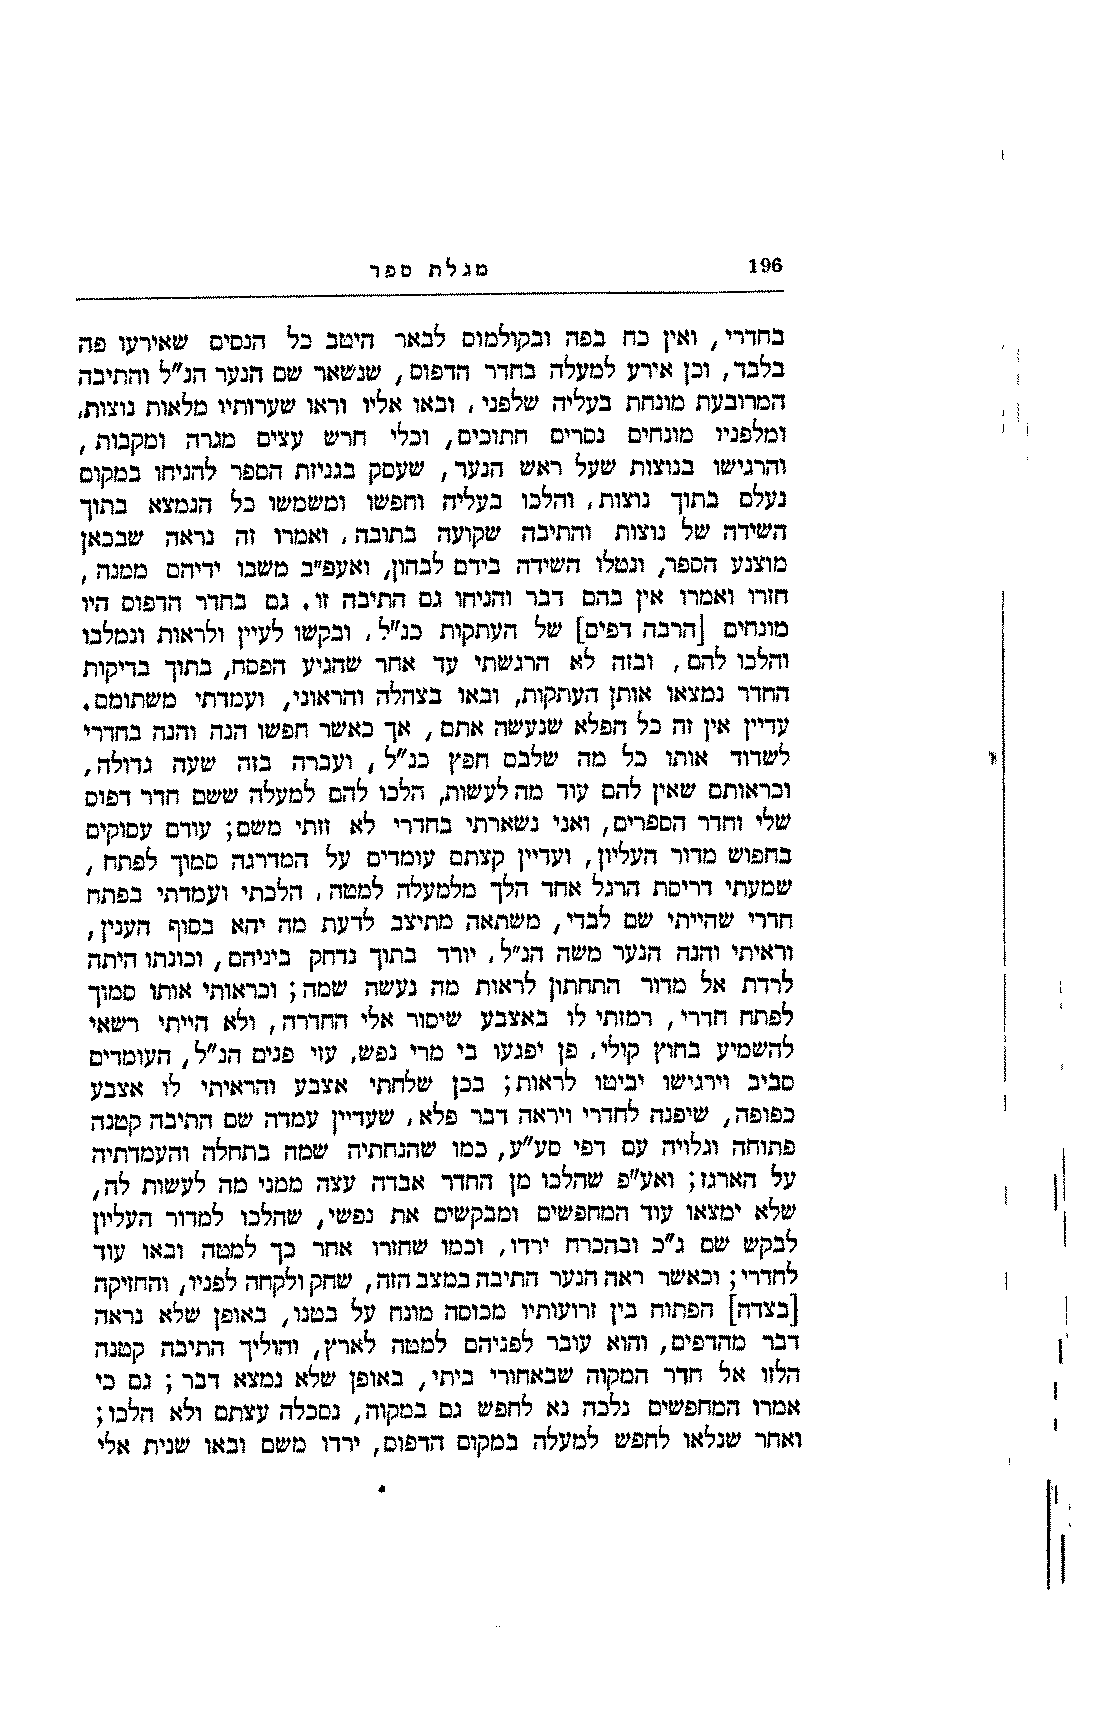 196
מגלת ספר
בחדרי, ואין כח בפה ובקולמוס לבאר היטב כל הנסים שאירעו פה
בלבד, וכן אירע למעלה בחדר הדפוס, שנשאר שם הנער הנ"ל והתיבה
המרובעת מונחת בעליה שלפני, ובאו אליו וראו שערותיו מלאות נוצות,
ומלפניו מונחים נסרים חתוכים, וכלי חרש עצים מגרה ומקבות,
והרגישו בנוצות שעל ראש הנער, שעסק בגניזת הספר להניחו במקום
נעלם בתוך נוצות, והלכו בעליה וחפשו ומשמשו כל הנמצא בתוך
השידה של נוצות והתיבה שקועה בתוכה, ואמרו זה נראה שבכאן
מוצנע הספר, ונטלו השידה בידם לבחון, ואעפ"ב משכו ידיהם ממנה,
חזרו ואמרו אין בהם דבר והניחו גם התיבה זו. גם בחדר הדפוס היו
מונחים [הרבה דפים] של העתקות כנ"ל, ובקשו לעיין ולראות ונמלכו
והלכו להם, ובזה לא הרגשתי עד אחר שהגיע הפסח, בתוך בדיקות
החדר נמצאו אותן העתקות, ובאו בצהלה והראוני, ועמדתי משתומם.
עדיין אין זה כל הפלא שנעשה אתם, אך כאשר חפשו הנה והנה בחדרי
לשדוד אותו כל מה שלבם חפץ כנ"ל, ועברה בזה שעה גדולה,
וכראותם שאין להם עוד מה לעשות, הלכו להם למעלה ששם חדר דפוס
שלי וחדר הספרים, ואני נשארתי בחדרי לא זזתי משם; עודם עסוקים
בחפוש מדור העליון, ועדיין קצתם עומדים על המדרגה סמוך לפתח,
שמעתי דריסת הרגל אחד הלך מלמעלה למטה, הלכתי ועמדתי בפתח
חדרי שהייתי שם לבדי, משתאה מתיצב לדעת מה יהא בסוף הענין,
וראיתי והנה הנער משה הנ"ל, יורד בתוך נדחק ביניהם, וכונתו היתה
לרדת אל מדור התחתון לראות מה נעשה שמה; וכראותי אותו סמוך
לפתח חדרי, רמזתי לו באצבע שיסור אלי החדרה, ולא הייתי רשאי
להשמיע בחוץ קולי, פן יפגעו בי מרי נפש, עזי פנים הנ"ל, העומדים
סביב וירגישו יביטו לראות; בכן שלחתי אצבע והראיתי לו אצבע
כפופה, שיפנה לחדרי ויראה דבר פלא, שעדיין עמדה שם התיבה קטנה
פתוחה וגלויה עם דפי סע"ע, כמו שהנחתיה שמה בתחלה והעמדתיה
על הארגז; ואע"פ שהלכו מן החדר אבדה עצה ממני מה לעשות לה,
שלא ימצאו עוד המחפשים ומבקשים את נפשי, שהלכו למדור העליון
לבקש שם ג"כ ובהכרח ירדו, וכמו שחזרו אחר כך למטה ובאו עוד
לחדרי; וכאשר ראה הנער התיבה במצב הזה, שחק ולקחה לפניו, והחזיקה
[בצדה] הפתוח בין זרועותיו מכוסה מונח על בטנו, באופן שלא נראה
דבר מהדפים, והוא עובר לפניהם למטה לארץ, והוליך התיבה קטנה
הלזו אל חדר המקוה שבאחורי ביתי, באופן שלא נמצא דבר; גם כי
אמרו המחפשים נלכה נא לחפש גם במקוה, נסכלה עצתם ולא הלכו;
ואחר שנלאו לחפש למעלה במקום הדפוס, ירדו משם ובאו שנית אלי